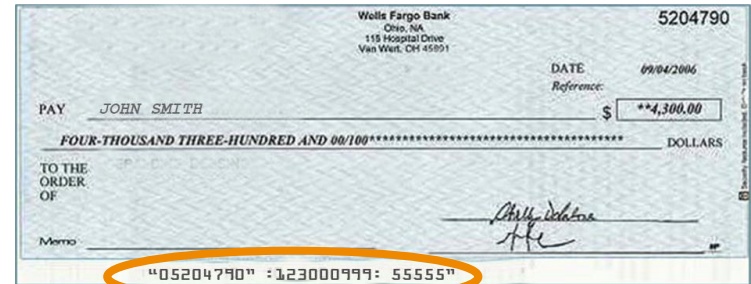 Wells Fargo Bank
Ohio, NA
115 Hospital Drive
Van Wert, OH 45891
5204790
DATE 09/04/2006
Reference:
PAY JOHN SMITH $ **4,300.00
FOUR-THOUSAND THREE-HUNDRED AND 00/100 DOLLARS
TO THE
ORDER
OF
Memo
MP
"05204790" :123000999: 55555"